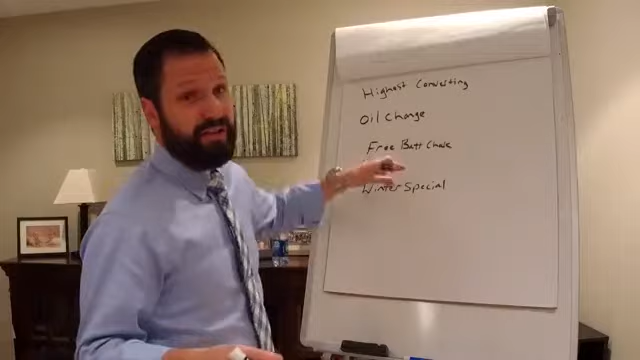 Highest Converting
Oil Change
Free Batt Check
Winter Special